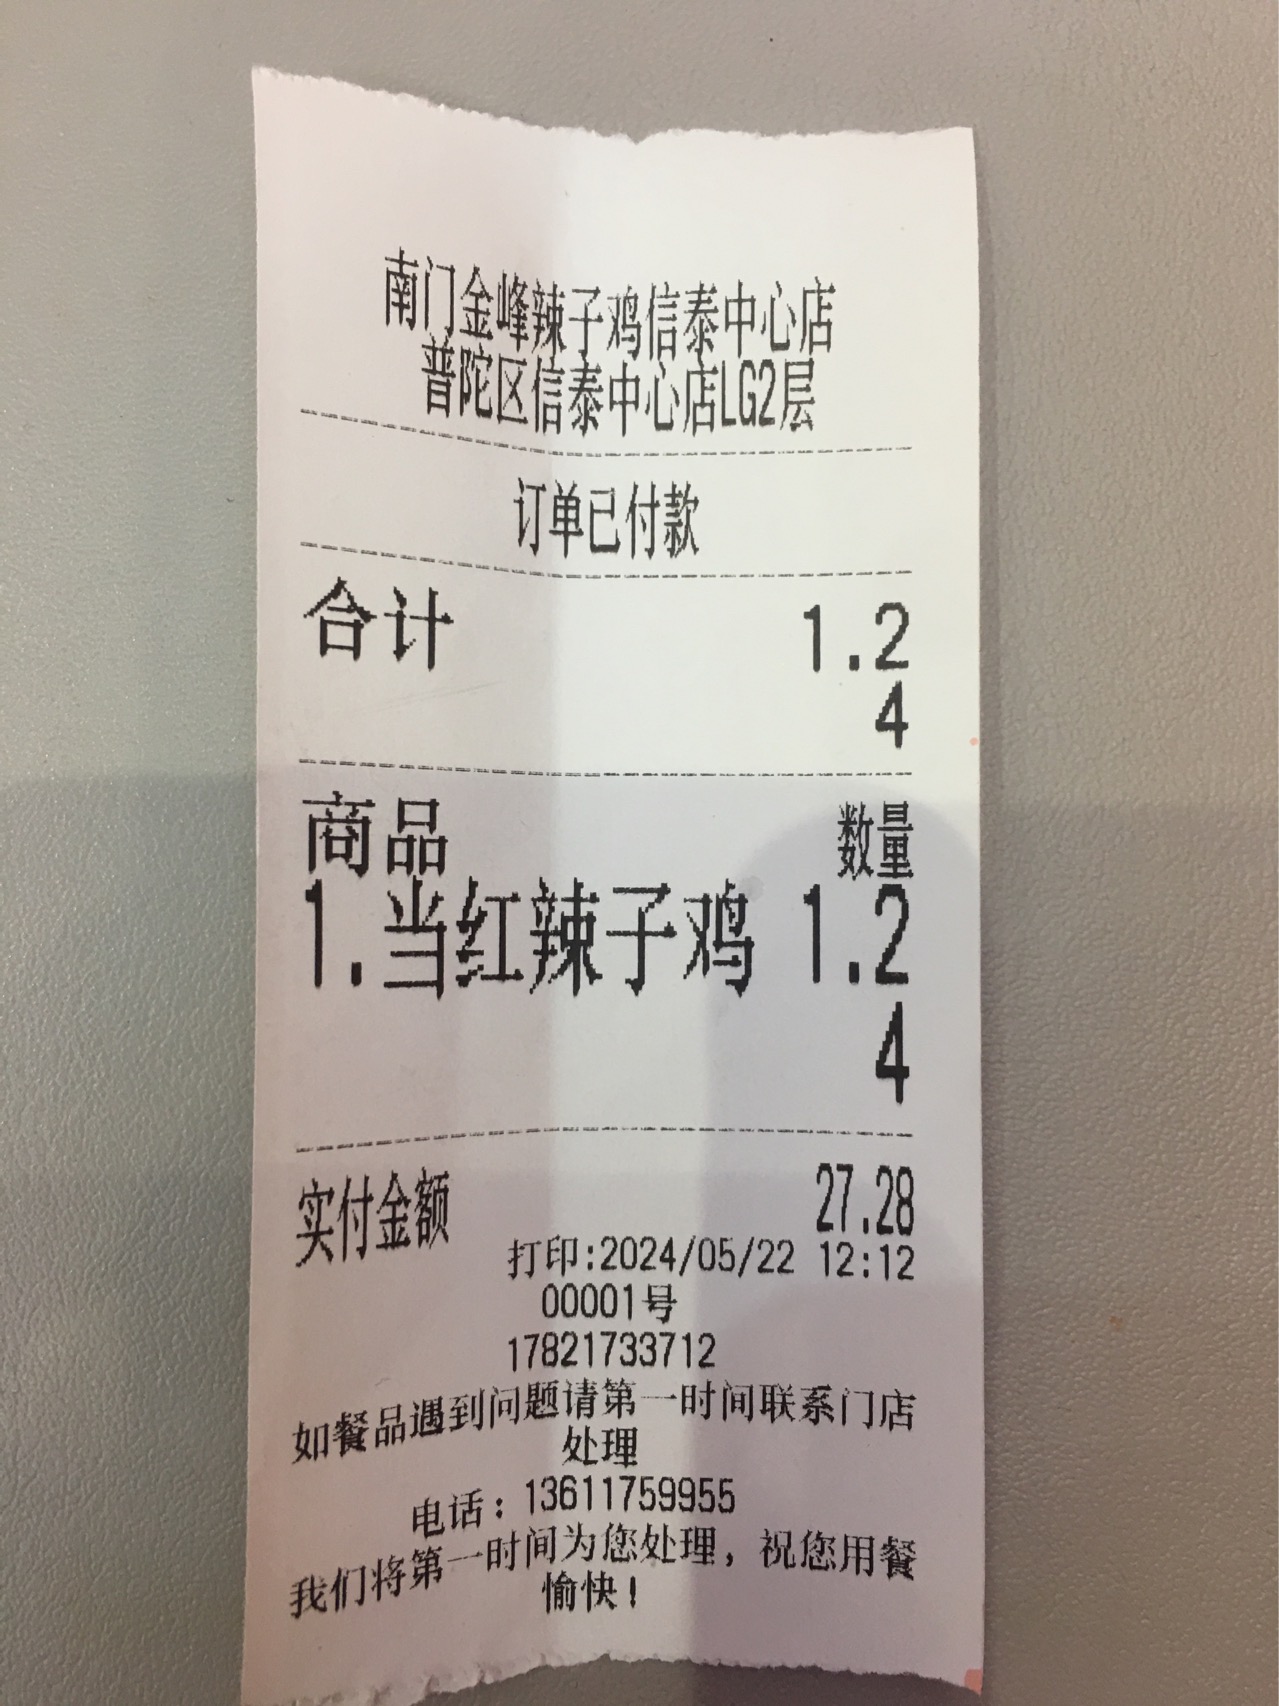 南门金峰辣子鸡信泰中心店
普陀区信泰中心店LG2层
订单已付款
合计 1.2
4
商品 数量
1.当红辣子鸡 1.2
4
实付金额 27.28
打印:2024/05/22 12:12
00001号
17821733712
如餐品遇到问题请第一时间联系门店
处理
电话:13611759955
我们将第一时间为您处理，祝您用餐
愉快!